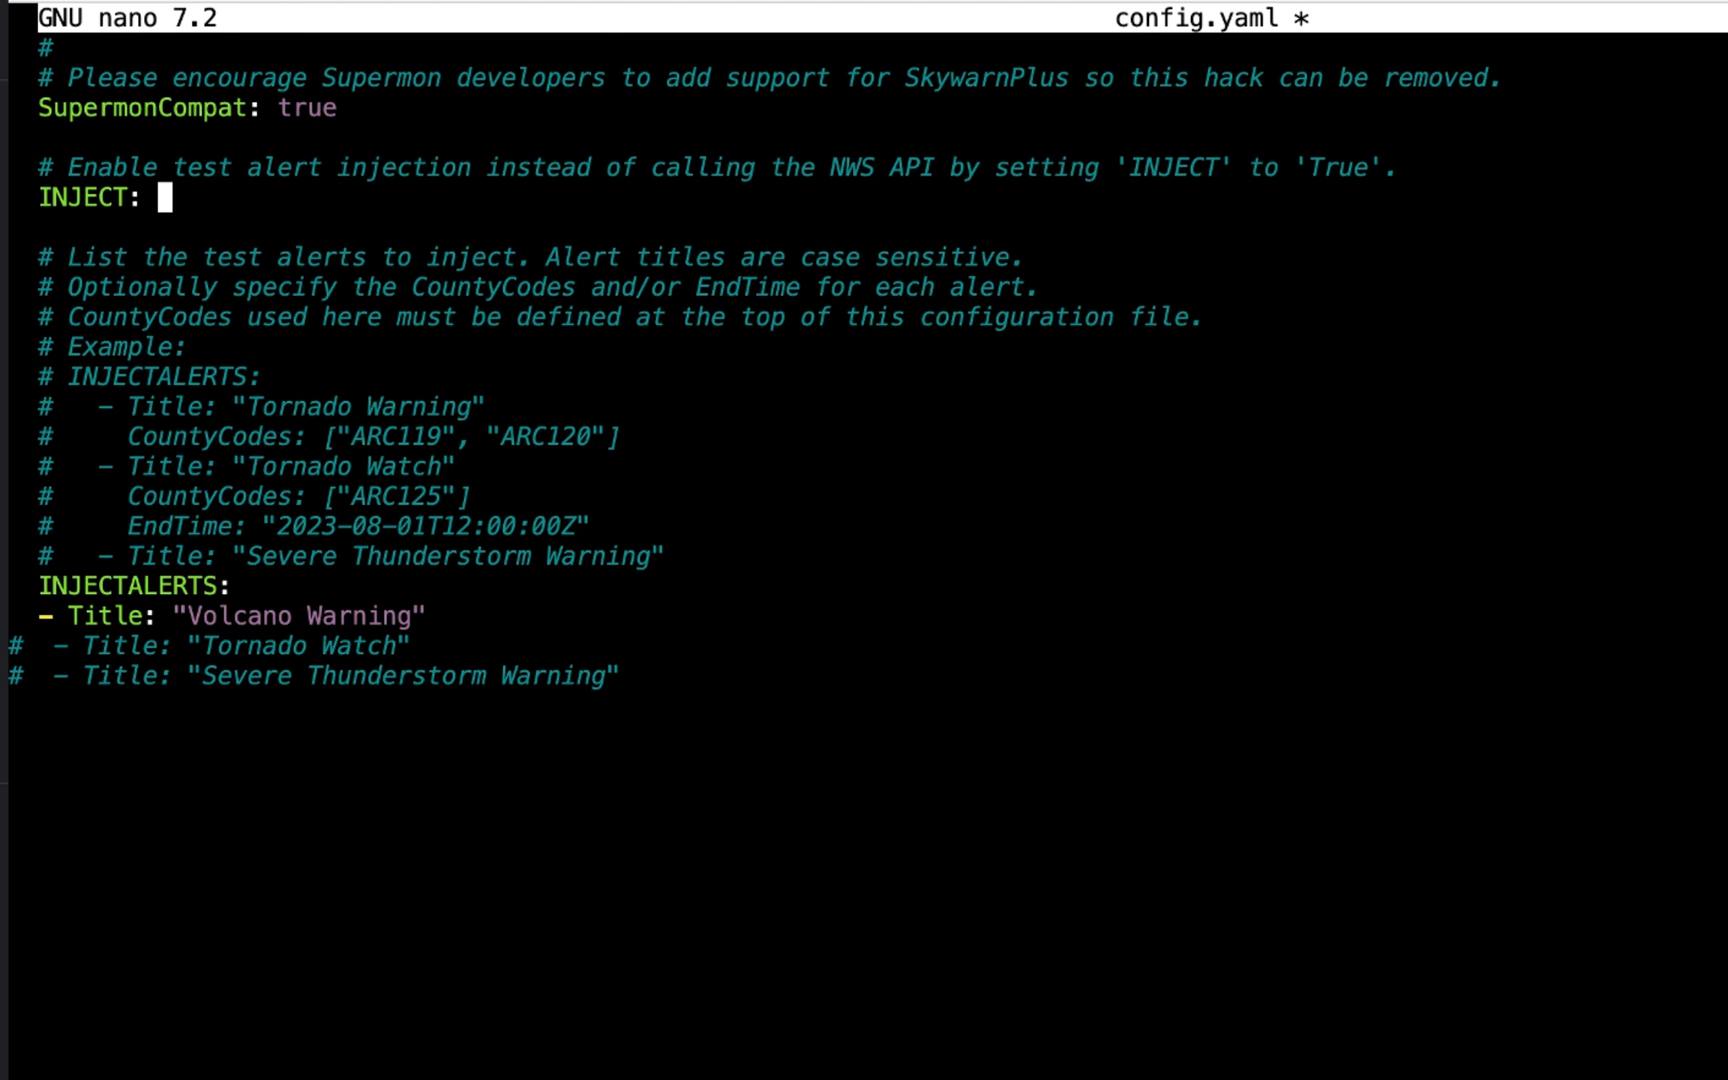 GNU nano 7.2 config.yaml *
#
# Please encourage Supermon developers to add support for SkywarnPlus so this hack can be removed.
SupermonCompat: true
# Enable test alert injection instead of calling the NWS API by setting 'INJECT' to 'True'.
INJECT:
# List the test alerts to inject. Alert titles are case sensitive.
# Optionally specify the CountyCodes and/or EndTime for each alert.
# CountyCodes used here must be defined at the top of this configuration file.
# Example:
# INJECTALERTS:
#   - Title: "Tornado Warning"
#     CountyCodes: ["ARC119", "ARC120"]
#   - Title: "Tornado Watch"
#     CountyCodes: ["ARC125"]
#     EndTime: "2023-08-01T12:00:00Z"
#   - Title: "Severe Thunderstorm Warning"
INJECTALERTS:
- Title: "Volcano Warning"
#  - Title: "Tornado Watch"
#  - Title: "Severe Thunderstorm Warning"